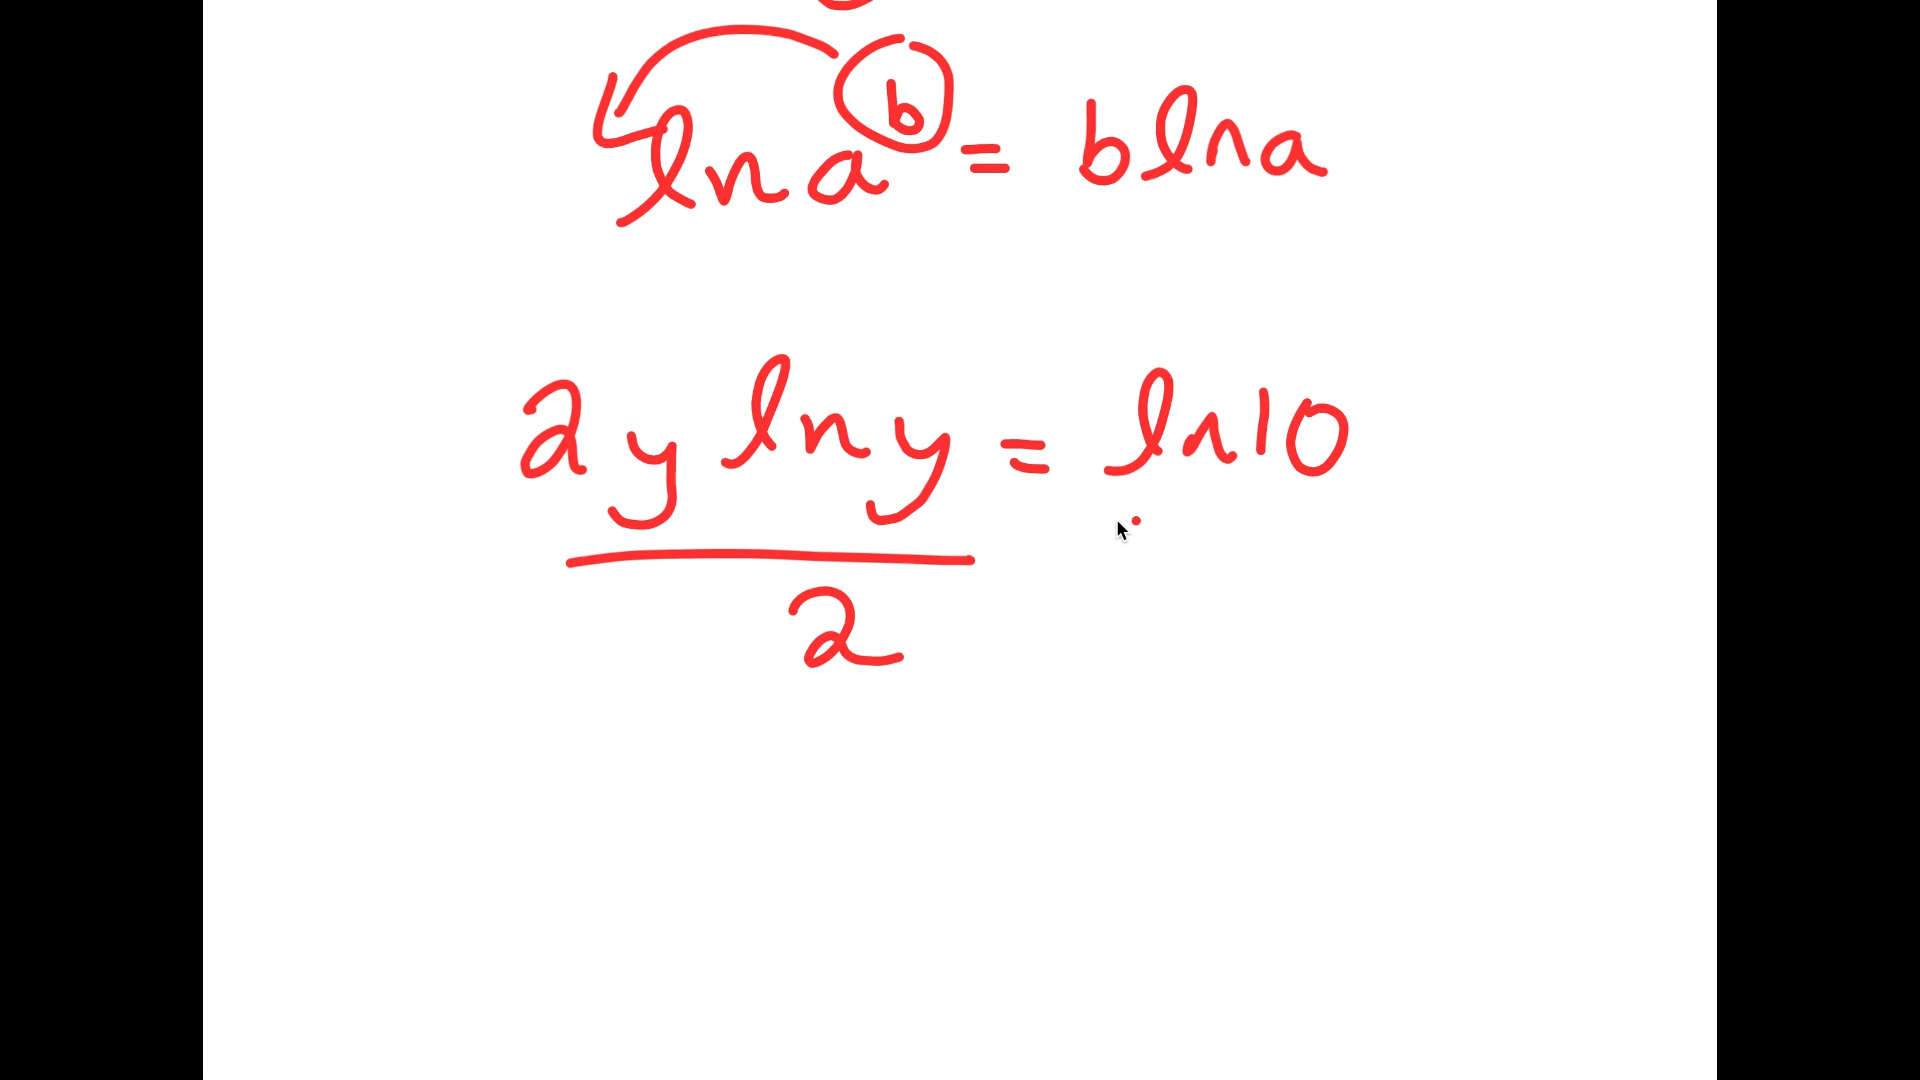 ln a^b = b ln a
2y ln y = ln 10
2